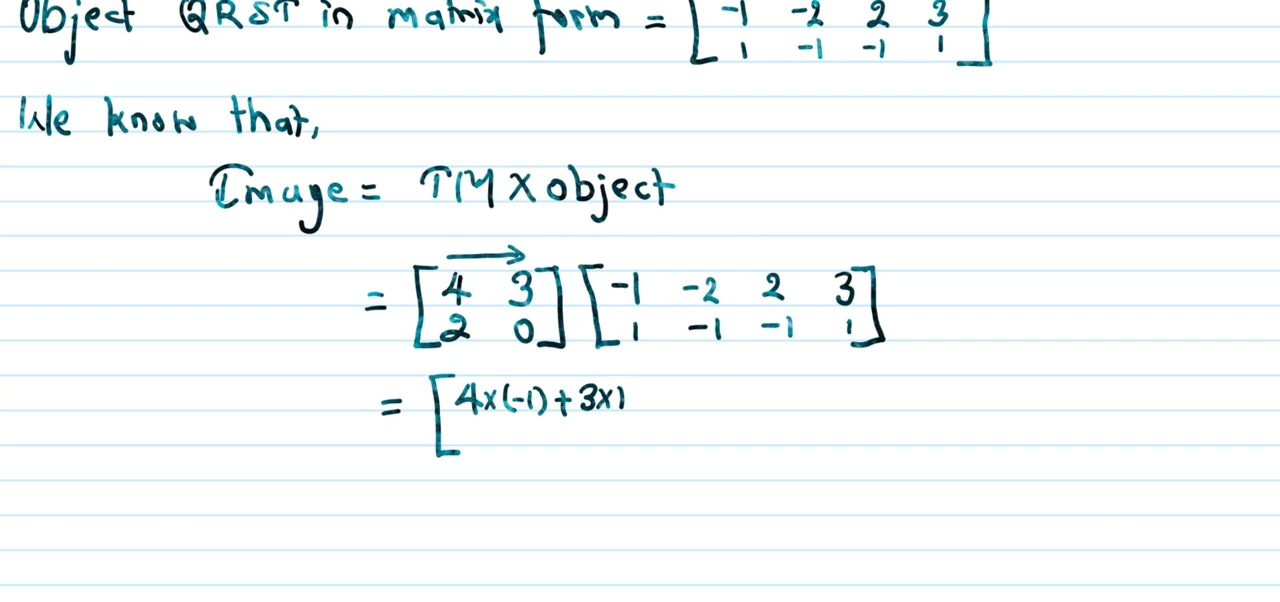 Object QRST in matrix form = [ -1 -2 2 3
1 -1 -1 1 ]
We know that,
Image = TM x object
= [ 4 3 ] [ -1 -2 2 3 ]
[ 2 0 ] [ 1 -1 -1 1 ]
= [ 4x(-1)+3x1